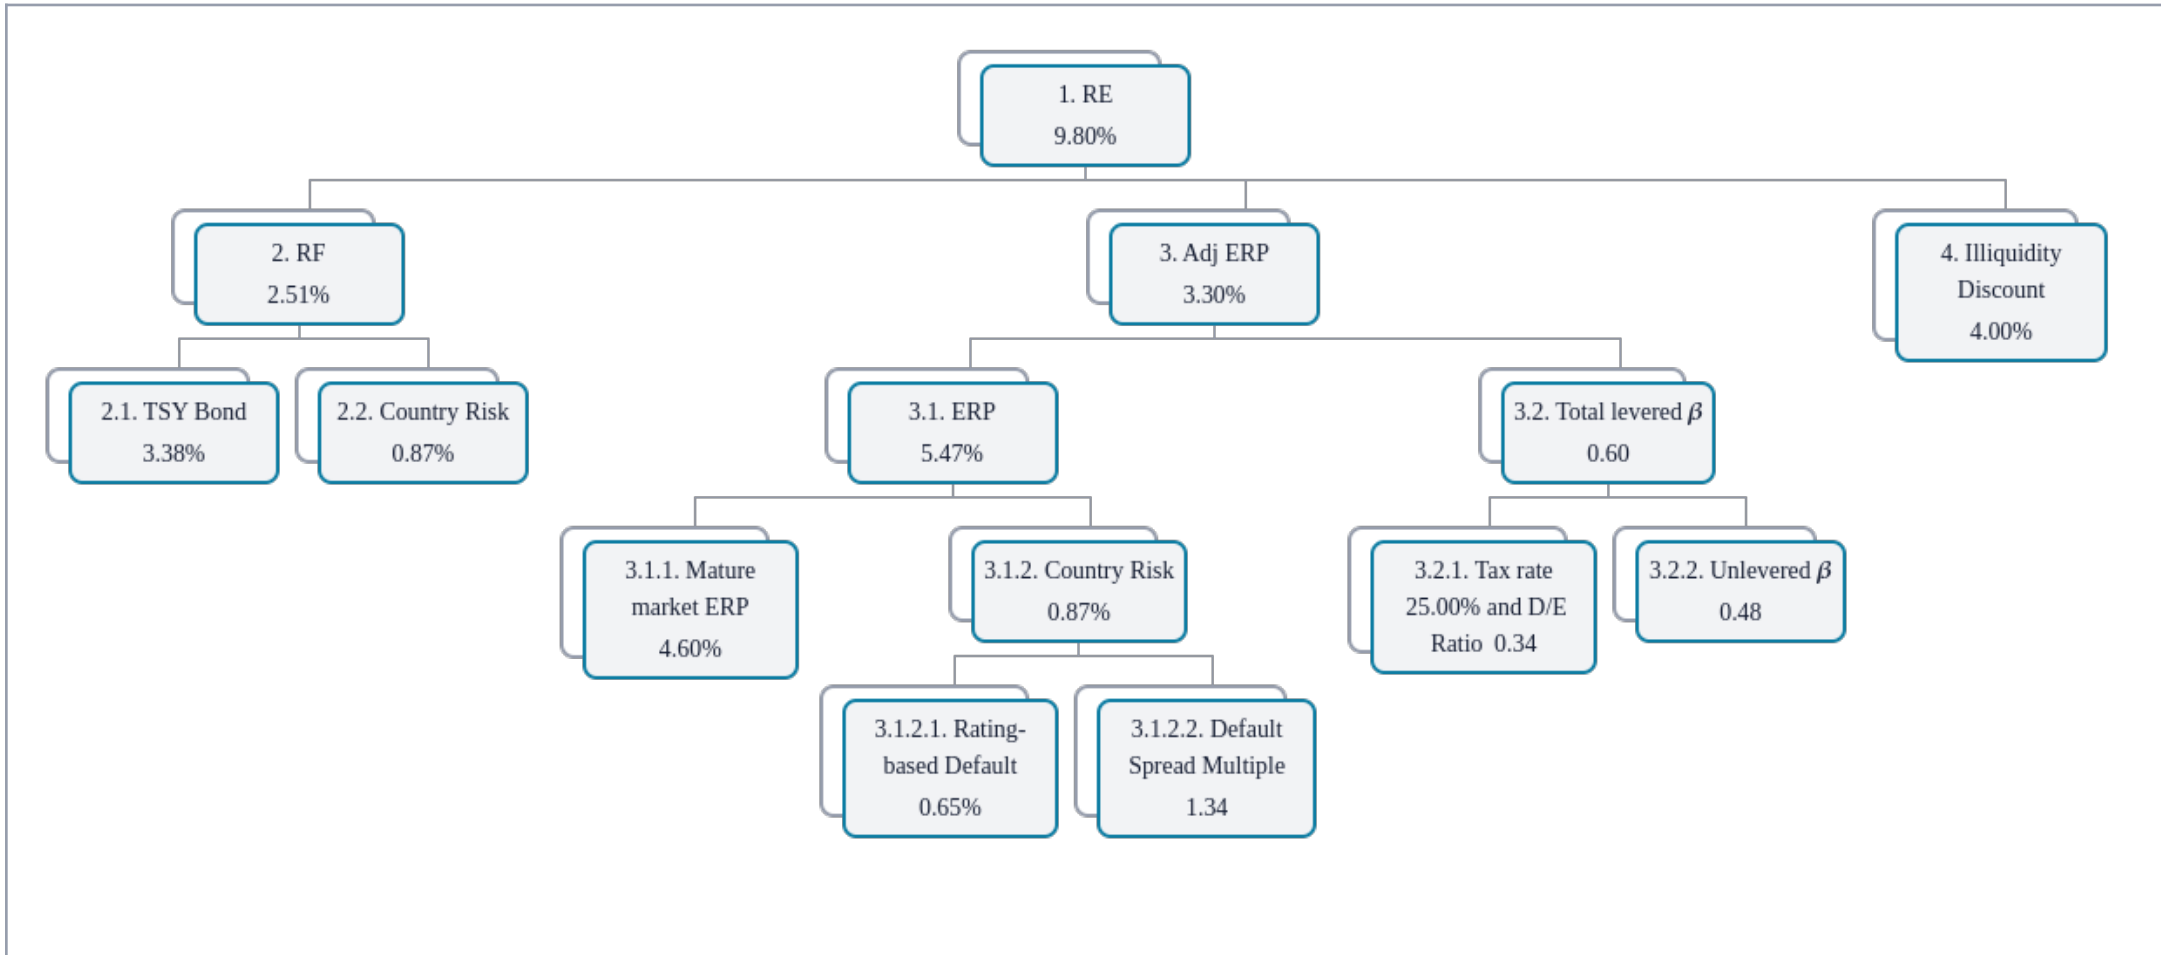 1. RE
9.80%
2. RF
2.51%
3. Adj ERP
3.30%
4. Illiquidity
Discount
4.00%
2.1. TSY Bond
3.38%
2.2. Country Risk
0.87%
3.1. ERP
5.47%
3.2. Total levered β
0.60
3.1.1. Mature
market ERP
4.60%
3.1.2. Country Risk
0.87%
3.2.1. Tax rate
25.00% and D/E
Ratio 0.34
3.2.2. Unlevered β
0.48
3.1.2.1. Rating-
based Default
0.65%
3.1.2.2. Default
Spread Multiple
1.34